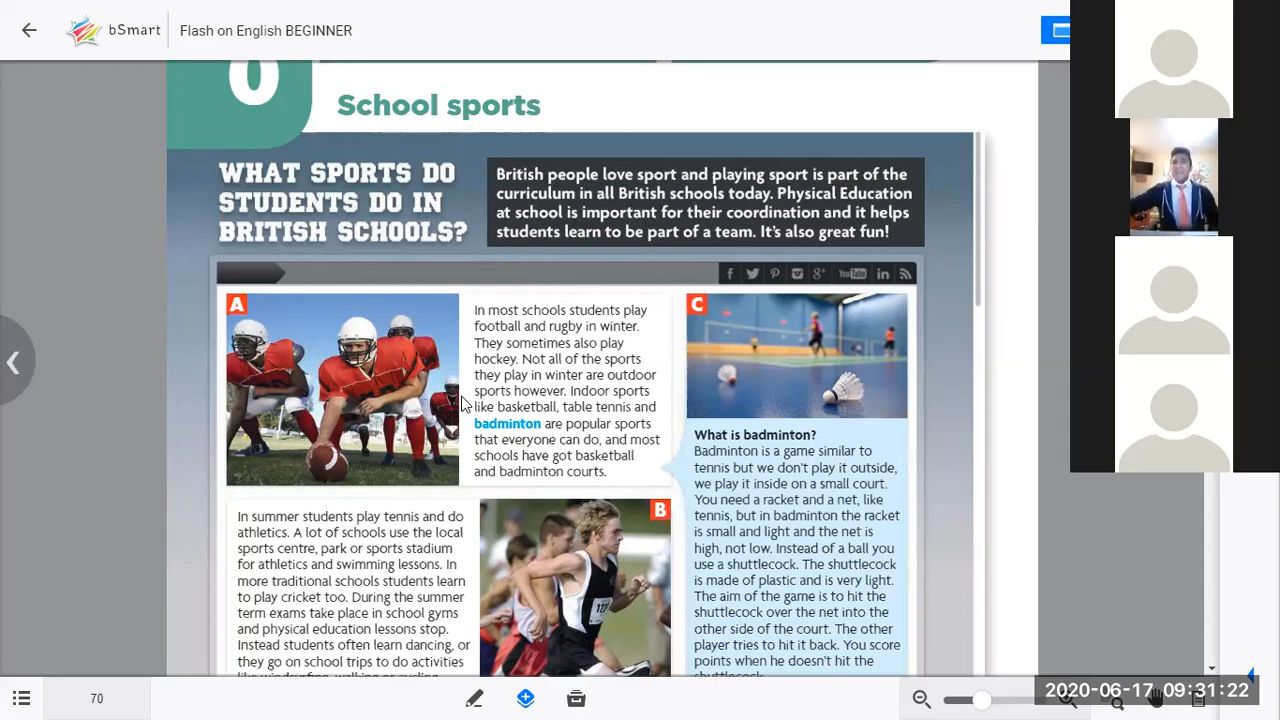 bSmart
Flash on English BEGINNER
School sports
WHAT SPORTS DO
STUDENTS DO IN
BRITISH SCHOOLS?
British people love sport and playing sport is part of the
curriculum in all British schools today. Physical Education
at school is important for their coordination and it helps
students learn to be part of a team. It's also great fun!
A
In most schools students play
football and rugby in winter.
They sometimes also play
hockey. Not all of the sports
they play in winter are outdoor
sports however. Indoor sports
like basketball, table tennis and
badminton are popular sports
that everyone can do, and most
schools have got basketball
and badminton courts.
In summer students play tennis and do
athletics. A lot of schools use the local
sports centre, park or sports stadium
for athletics and swimming lessons. In
more traditional schools students learn
to play cricket too. During the summer
term exams take place in school gyms
and physical education lessons stop.
Instead students often learn dancing, or
they go on school trips to do activities
like windsurfing, walking or cycling.
B
C
What is badminton?
Badminton is a game similar to
tennis but we don't play it outside,
we play it inside on a small court.
You need a racket and a net, like
tennis, but in badminton the racket
is small and light and the net is
high, not low. Instead of a ball you
use a shuttlecock. The shuttlecock
is made of plastic and is very light.
The aim of the game is to hit the
shuttlecock over the net into the
other side of the court. The other
player tries to hit it back. You score
points when he doesn't hit the
shuttlecock.
70
2020-06-17 09:31:22